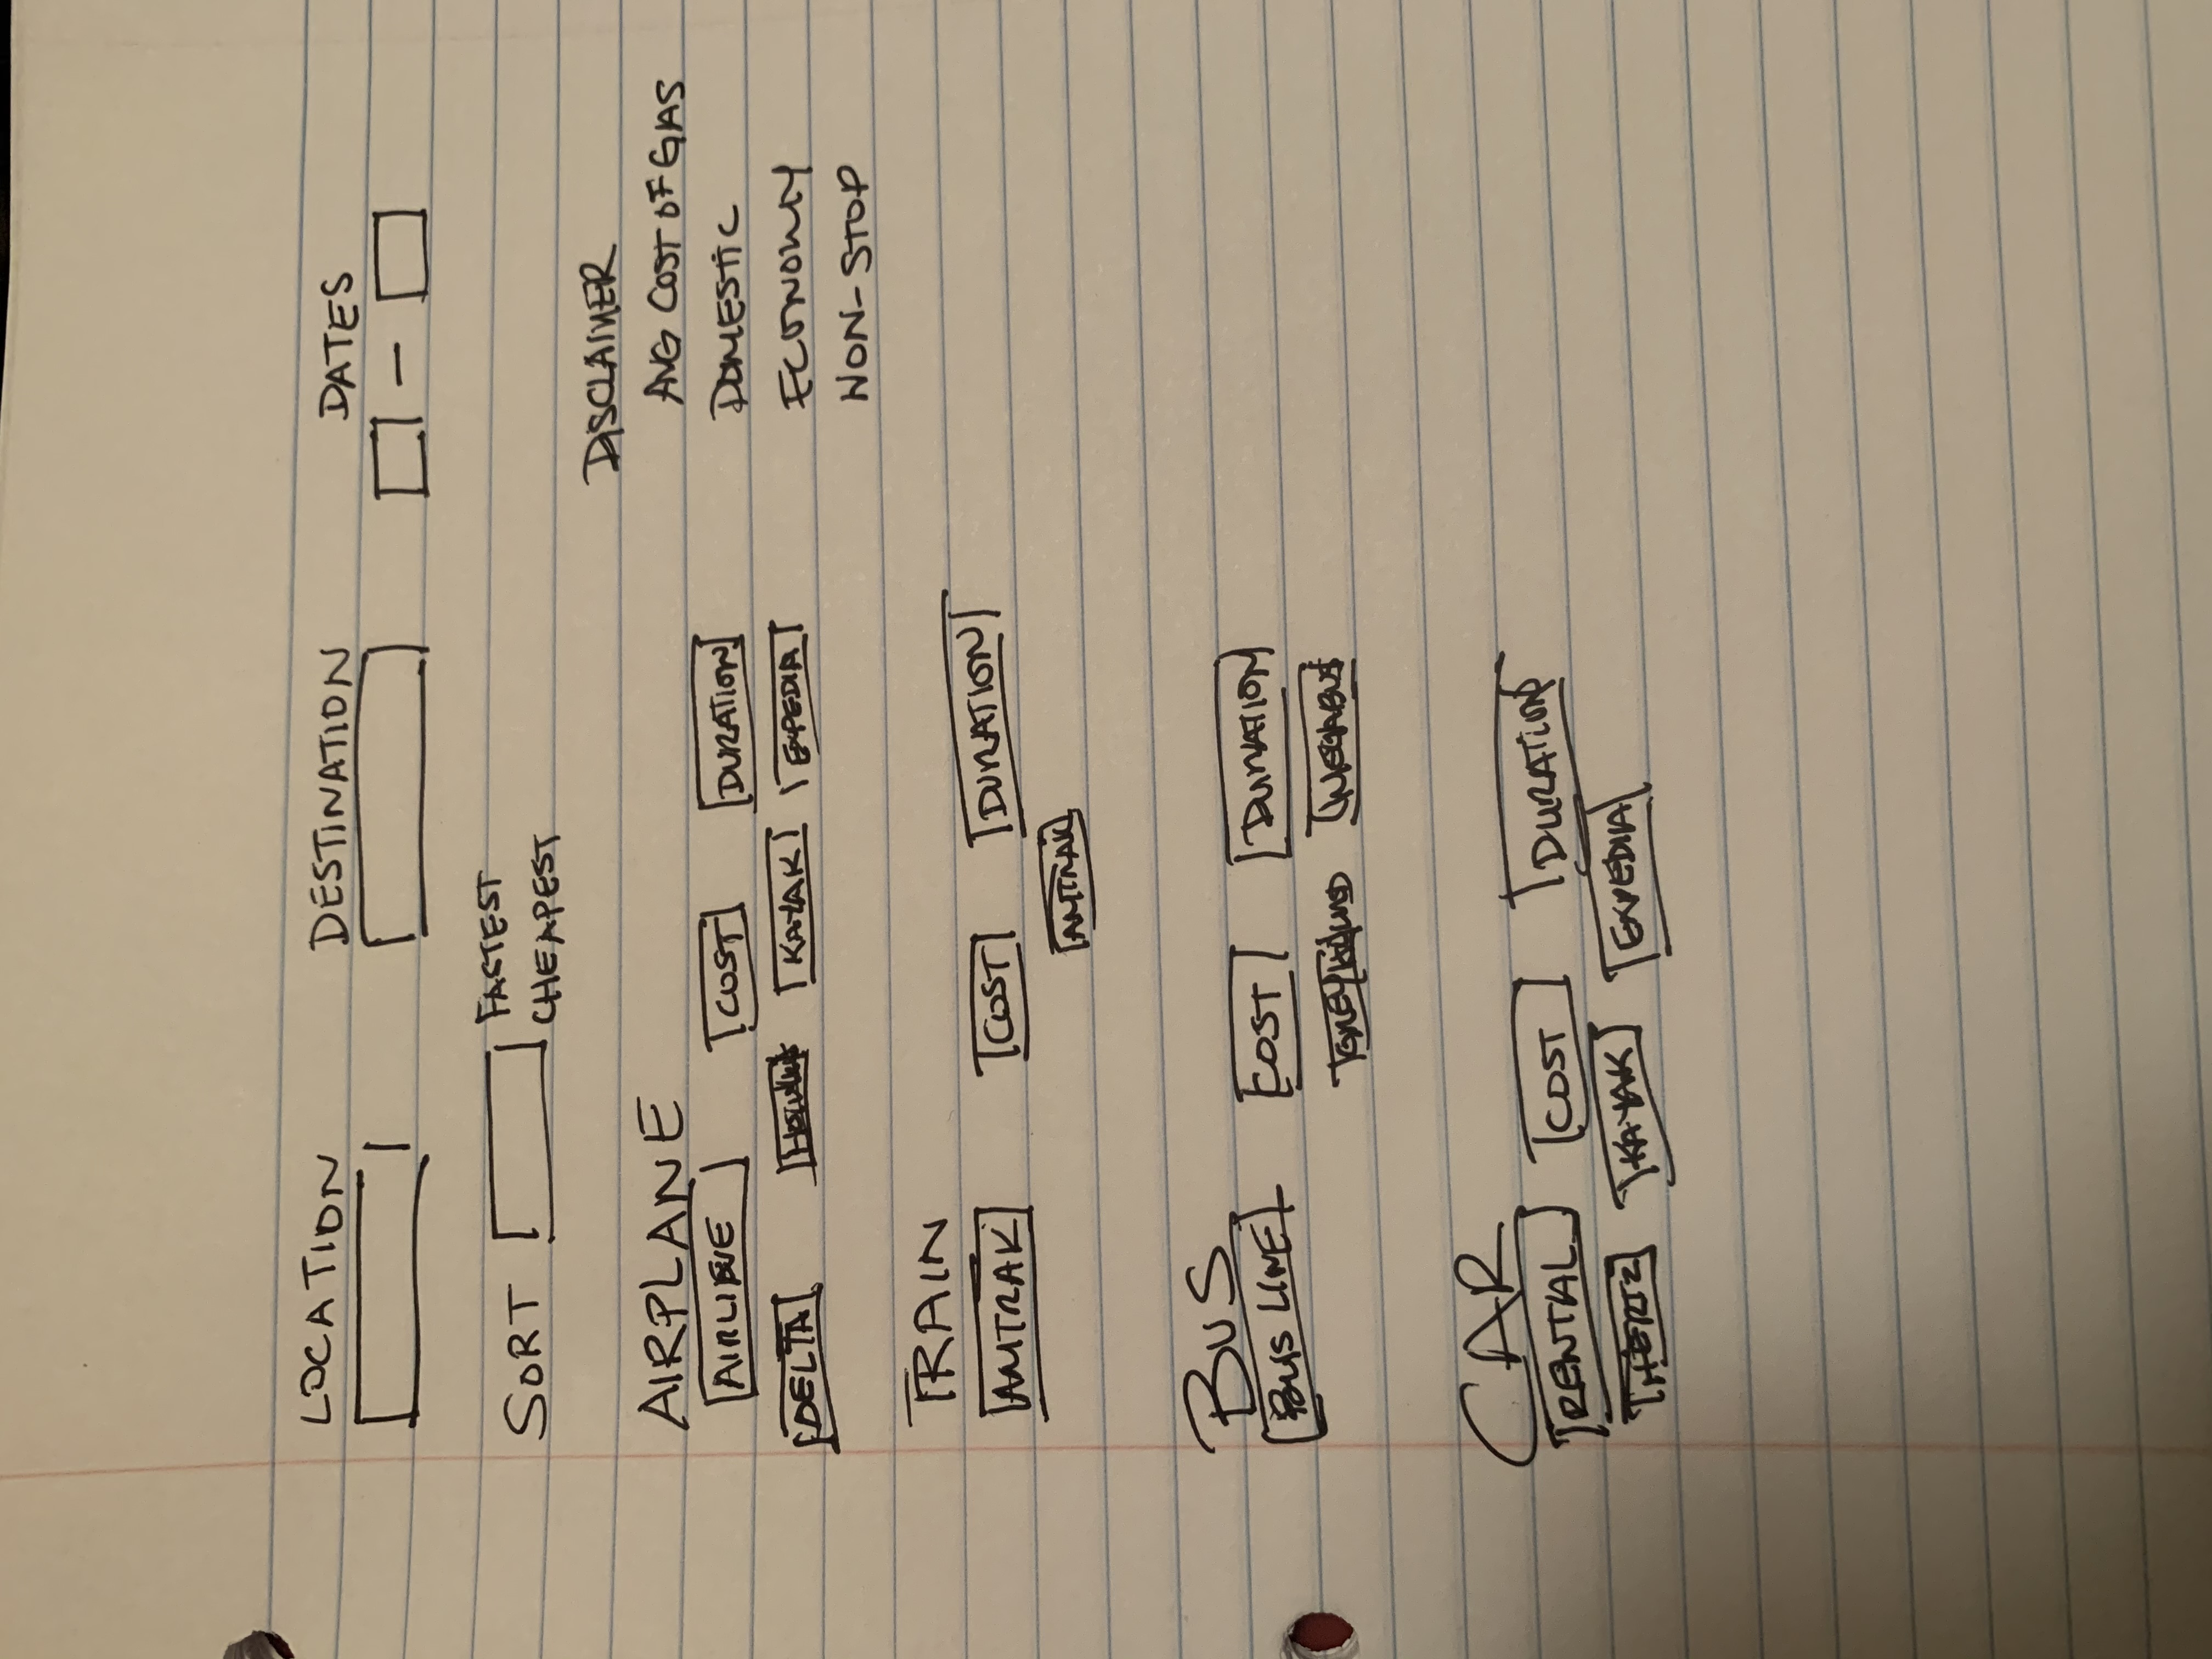 LOCATION DESTINATION DATES
—
SORT FASTEST
CHEAPEST
DISCLAIMER
AVG COST OF GAS
DOMESTIC
ECONOMY
NON-STOP
AIRPLANE
AIRLINE COST DURATION
DELTA KAYAK EXPEDIA
TRAIN
AMTRAK COST DURATION
AMTRAK
BUS
BUS LINE COST DURATION
GREYHOUND MEGABUS
CAR
RENTAL COST DURATION
HERTZ KAYAK EXPEDIA